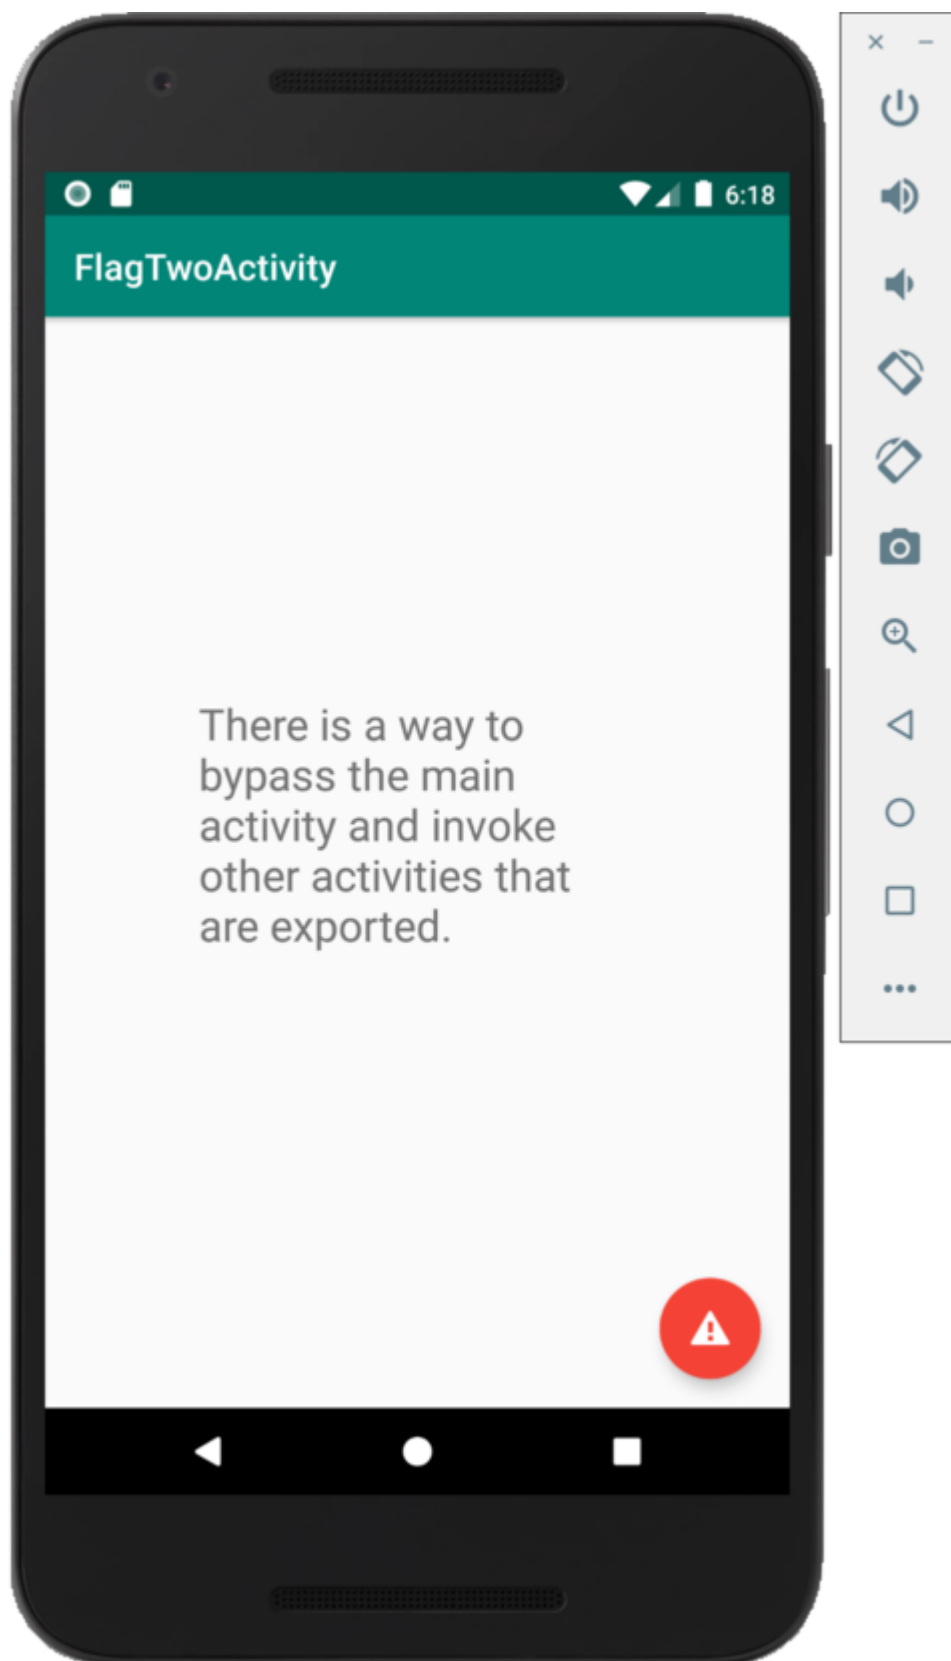 6:18
FlagTwoActivity
There is a way to
bypass the main
activity and invoke
other activities that
are exported.